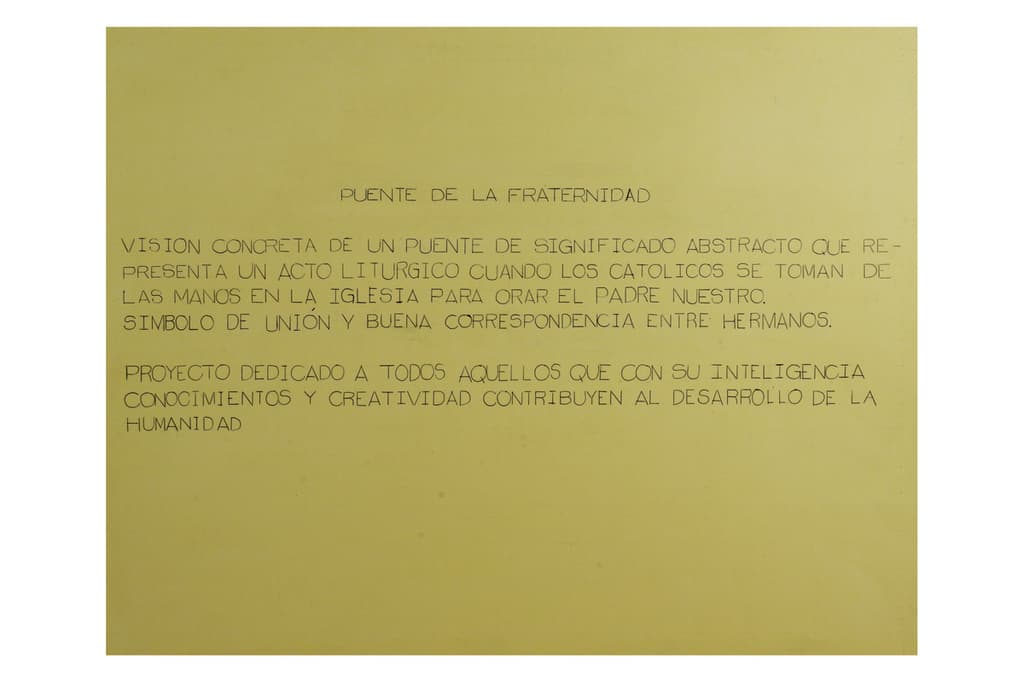 PUENTE DE LA FRATERNIDAD
VISION CONCRETA DE UN PUENTE DE SIGNIFICADO ABSTRACTO QUE RE-
PRESENTA UN ACTO LITURGICO CUANDO LOS CATOLICOS SE TOMAN DE
LAS MANOS EN LA IGLESIA PARA ORAR EL PADRE NUESTRO.
SIMBOLO DE UNIÓN Y BUENA CORRESPONDENCIA ENTRE HERMANOS.
PROYECTO DEDICADO A TODOS AQUELLOS QUE CON SU INTELIGENCIA
CONOCIMIENTOS Y CREATIVIDAD CONTRIBUYEN AL DESARROLLO DE LA
HUMANIDAD